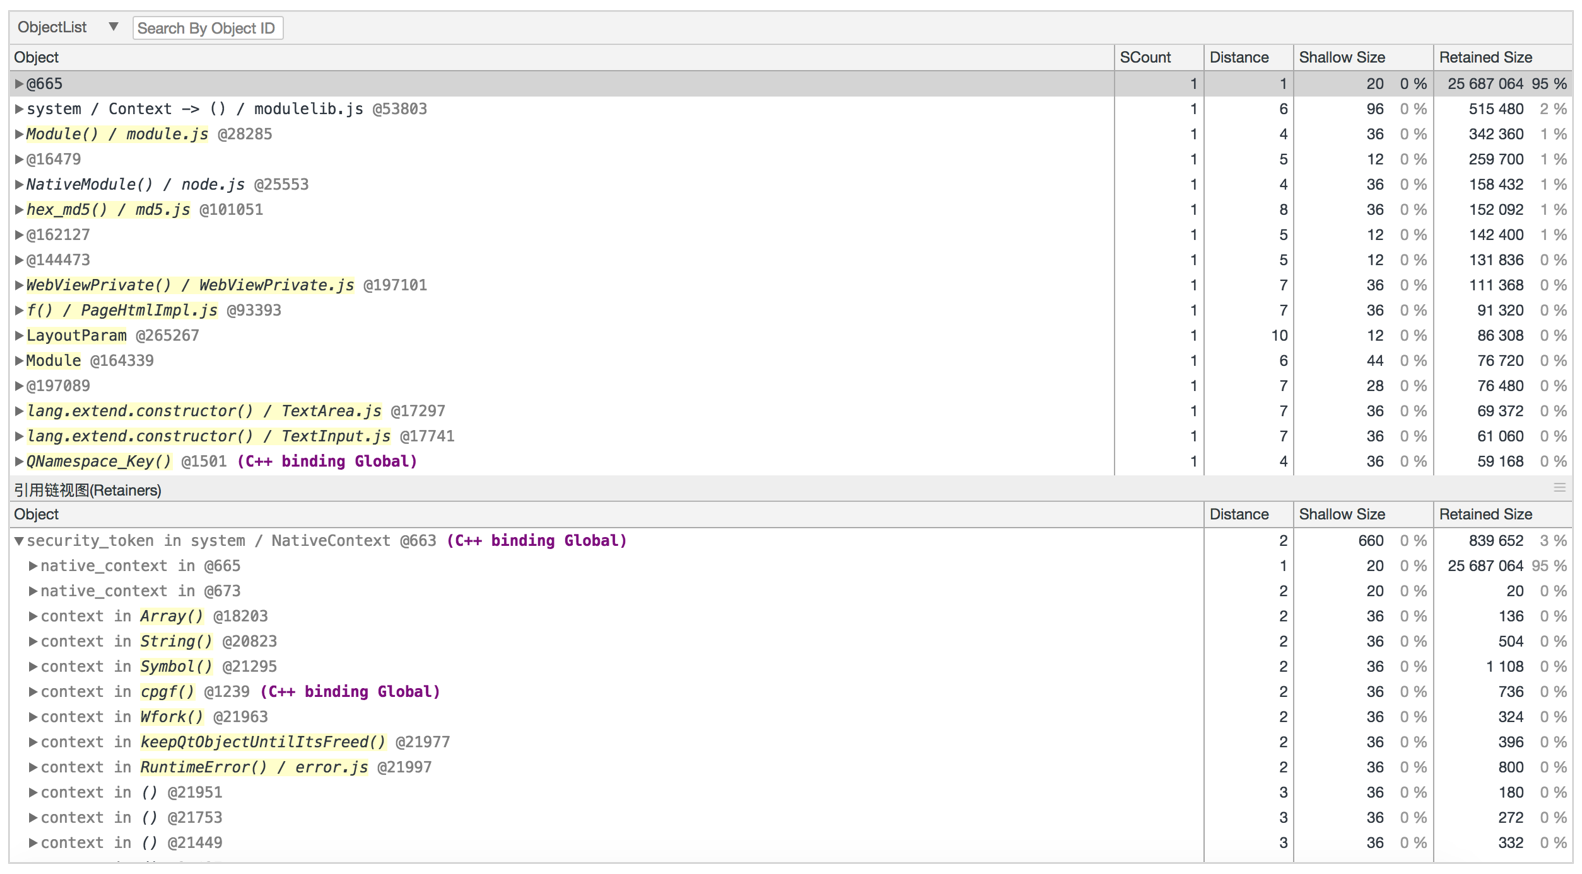 ObjectList ▼ Search By Object ID
Object SCount Distance Shallow Size Retained Size
▶@665 1 1 20 0 % 25 687 064 95 %
▶system / Context -> () / modulelib.js @53803 1 6 96 0 % 515 480 2 %
▶Module() / module.js @28285 1 4 36 0 % 342 360 1 %
▶@16479 1 5 12 0 % 259 700 1 %
▶NativeModule() / node.js @25553 1 4 36 0 % 158 432 1 %
▶hex_md5() / md5.js @101051 1 8 36 0 % 152 092 1 %
▶@162127 1 5 12 0 % 142 400 1 %
▶@144473 1 5 12 0 % 131 836 0 %
▶WebViewPrivate() / WebViewPrivate.js @197101 1 7 36 0 % 111 368 0 %
▶f() / PageHtmlImpl.js @93393 1 7 36 0 % 91 320 0 %
▶LayoutParam @265267 1 10 12 0 % 86 308 0 %
▶Module @164339 1 6 44 0 % 76 720 0 %
▶@197089 1 7 28 0 % 76 480 0 %
▶lang.extend.constructor() / TextArea.js @17297 1 7 36 0 % 69 372 0 %
▶lang.extend.constructor() / TextInput.js @17741 1 7 36 0 % 61 060 0 %
▶QNamespace_Key() @1501 (C++ binding Global) 1 4 36 0 % 59 168 0 %
引用链视图(Retainers)
Object Distance Shallow Size Retained Size
▼security_token in system / NativeContext @663 (C++ binding Global) 2 660 0 % 839 652 3 %
▶native_context in @665 1 20 0 % 25 687 064 95 %
▶native_context in @673 2 20 0 % 20 0 %
▶context in Array() @18203 2 36 0 % 136 0 %
▶context in String() @20823 2 36 0 % 504 0 %
▶context in Symbol() @21295 2 36 0 % 1 108 0 %
▶context in cpgf() @1239 (C++ binding Global) 2 36 0 % 736 0 %
▶context in Wfork() @21963 2 36 0 % 324 0 %
▶context in keepQtObjectUntilItsFreed() @21977 2 36 0 % 396 0 %
▶context in RuntimeError() / error.js @21997 2 36 0 % 800 0 %
▶context in () @21951 3 36 0 % 180 0 %
▶context in () @21753 3 36 0 % 272 0 %
▶context in () @21449 3 36 0 % 332 0 %